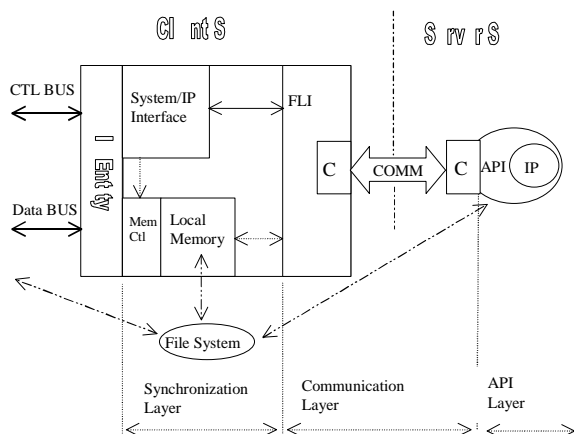 Cl nt S
S rv r S
CTL BUS
System/IP
Interface
FLI
I Ent ty
C
COMM
C
API
IP
Data BUS
Mem
Ctl
Local
Memory
File System
Synchronization
Layer
Communication
Layer
API
Layer